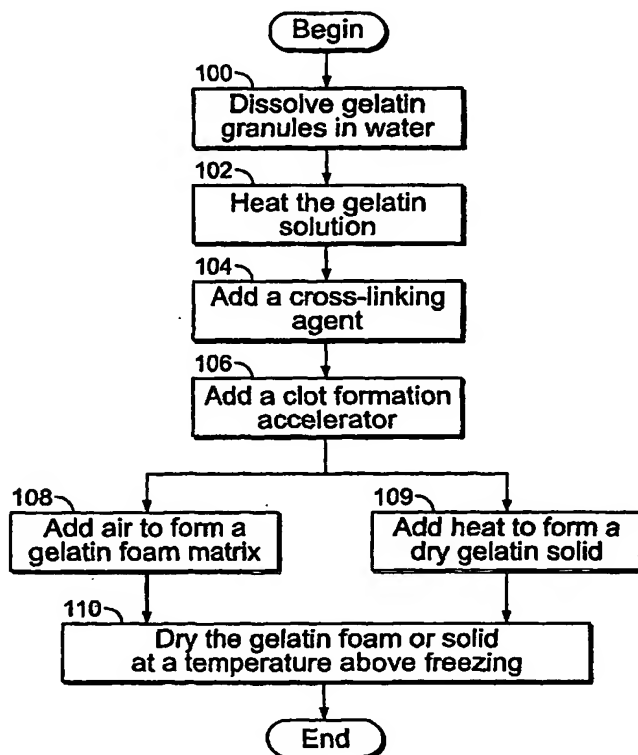 Begin
100
Dissolve gelatin
granules in water
102
Heat the gelatin
solution
104
Add a cross-linking
agent
106
Add a clot formation
accelerator
108
Add air to form a
gelatin foam matrix
109
Add heat to form a
dry gelatin solid
110
Dry the gelatin foam or solid
at a temperature above freezing
End